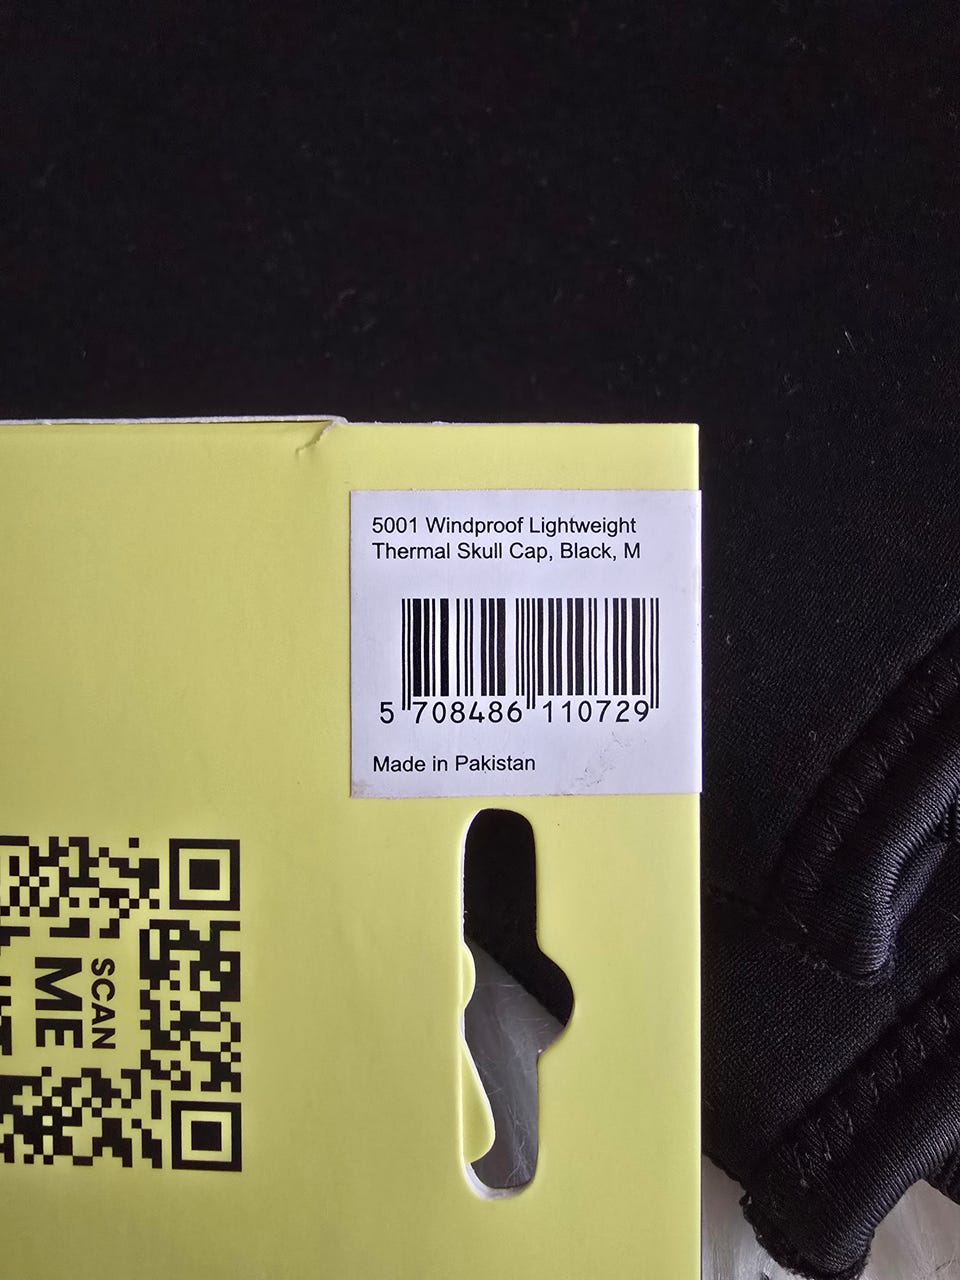 5001 Windproof Lightweight
Thermal Skull Cap, Black, M
5 708486 110729
Made in Pakistan
SCAN
ME